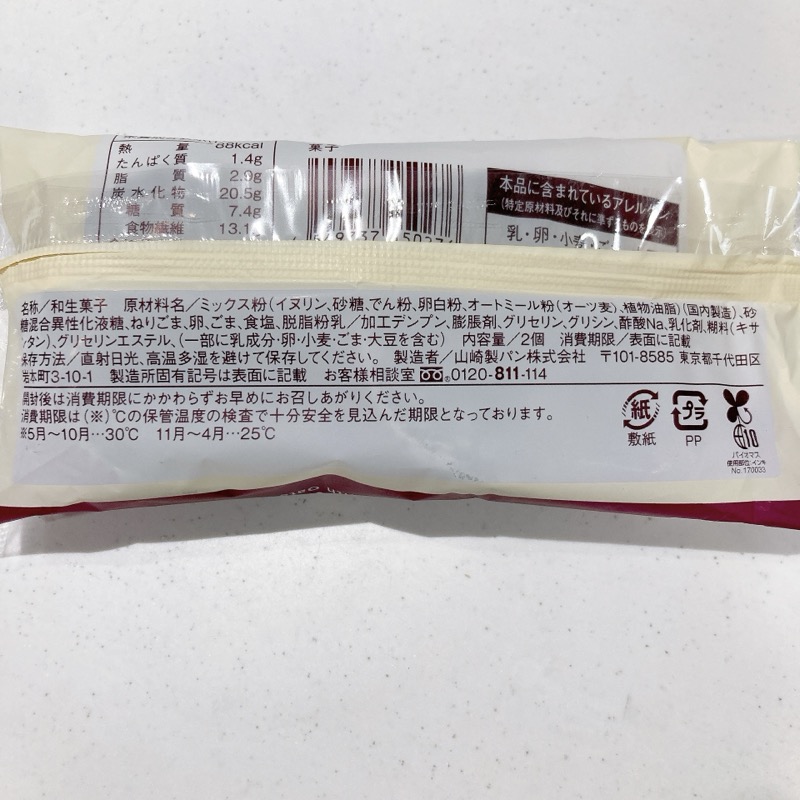 熱 量 88kcal
たんぱく質 1.4g
脂 質 2.9g
炭水化物 20.5g
糖 質 7.4g
食物繊維 13.1
菓子
本品に含まれているアレルゲン
(特定原材料及びそれに準ずるものを表示)
乳・卵・小麦
名称/和生菓子 原材料名/ミックス粉(イヌリン、砂糖、でん粉、卵白粉、オートミール粉(オーツ麦)、植物油脂)(国内製造)、砂
糖混合異性化液糖、ねりごま、卵、ごま、食塩、脱脂粉乳/加工デンプン、膨脹剤、グリセリン、グリシン、酢酸Na、乳化剤、糊料(キサ
ンタン)、グリセリンエステル、(一部に乳成分・卵・小麦・ごま・大豆を含む) 内容量/2個 消費期限/表面に記載
保存方法/直射日光、高温多湿を避けて保存してください。 製造者/山崎製パン株式会社 〒101-8585 東京都千代田区
岩本町3-10-1 製造所固有記号は表面に記載 お客様相談室 0120-811-114
開封後は消費期限にかかわらずお早めにお召しあがりください。
消費期限は(※)℃の保管温度の検査で十分安全を見込んだ期限となっております。
※5月〜10月…30℃ 11月〜4月…25℃
紙
敷紙
プラ
PP
10
バイオマス
使用部位:インキ
No.170033